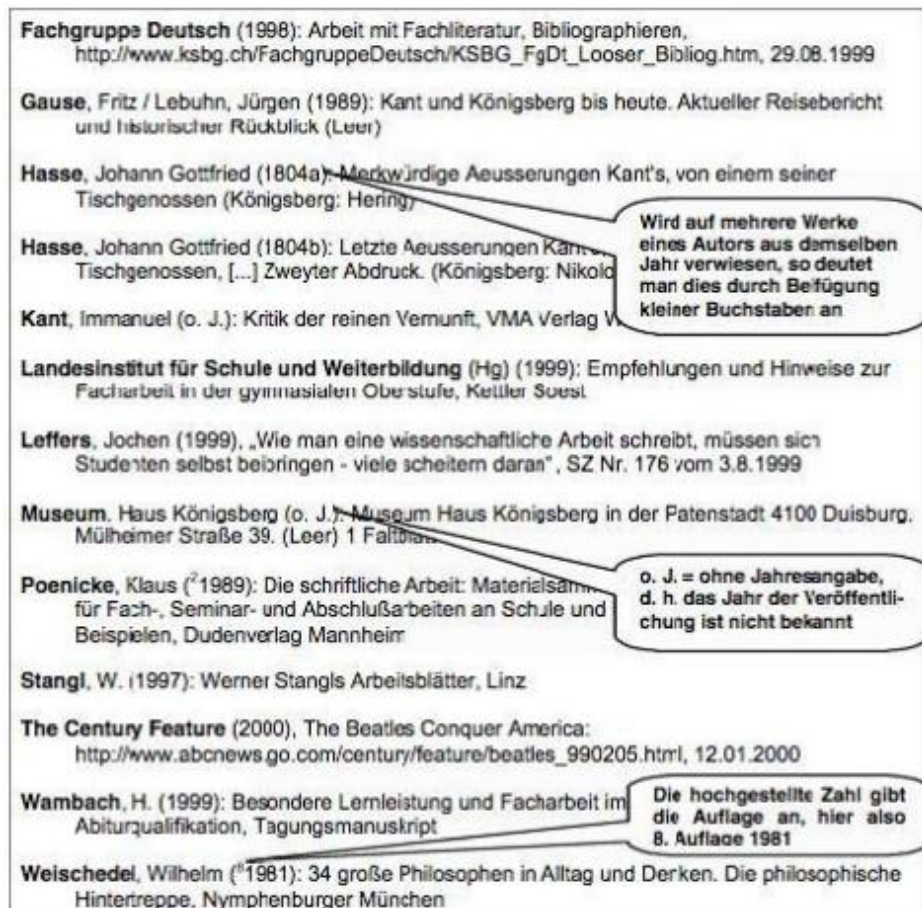 Fachgruppe Deutsch (1998): Arbeit mit Fachliteratur, Bibliographieren,
http://www.ksbg.ch/FachgruppeDeutsch/KSBG_FgDt_Looser_Bibliog.htm, 29.08.1999
Gause, Fritz / Lebuhn, Jürgen (1989): Kant und Königsberg bis heute. Aktueller Reisebericht
und historischer Rückblick (Leer)
Hasse, Johann Gottfried (1804a): Merkwürdige Aeusserungen Kant's, von einem seiner
Tischgenossen (Königsberg: Hering)
Wird auf mehrere Werke
eines Autors aus demselben
Jahr verwiesen, so deutet
man dies durch Beifügung
kleiner Buchstaben an
Hasse, Johann Gottfried (1804b): Letzte Aeusserungen Kant
Tischgenossen, [...] Zweyter Abdruck. (Königsberg: Nikolo
Kant, Immanuel (o. J.): Kritik der reinen Vernunft, VMA Verlag W
Landesinstitut für Schule und Weiterbildung (Hg) (1999): Empfehlungen und Hinweise zur
Facharbeit in der gymnasialen Oberstufe, Kettler Soest
Leffers, Jochen (1999), „Wie man eine wissenschaftliche Arbeit schreibt, müssen sich
Studenten selbst beibringen - viele scheitern daran", SZ Nr. 176 vom 3.8.1999
Museum. Haus Königsberg (o. J.): Museum Haus Königsberg in der Patenstadt 4100 Duisburg,
Mülheimer Straße 39. (Leer) 1 Faltblatt
o. J. = ohne Jahresangabe,
d. h. das Jahr der Veröffentli-
chung ist nicht bekannt
Poenicke, Klaus (²1989): Die schriftliche Arbeit: Materialsam
für Fach-, Seminar- und Abschlußarbeiten an Schule und
Beispielen, Dudenverlag Mannheim
Stangl, W. (1997): Werner Stangls Arbeitsblätter, Linz
The Century Feature (2000), The Beatles Conquer America:
http://www.abcnews.go.com/century/feature/beatles_990205.html, 12.01.2000
Wambach, H. (1999): Besondere Lernleistung und Facharbeit im
Abiturqualifikation, Tagungsmanuskript
Die hochgestellte Zahl gibt
die Auflage an, hier also
8. Auflage 1981
Weischedel, Wilhelm (⁸1981): 34 große Philosophen in Alltag und Denken. Die philosophische
Hintertreppe, Nymphenburger München